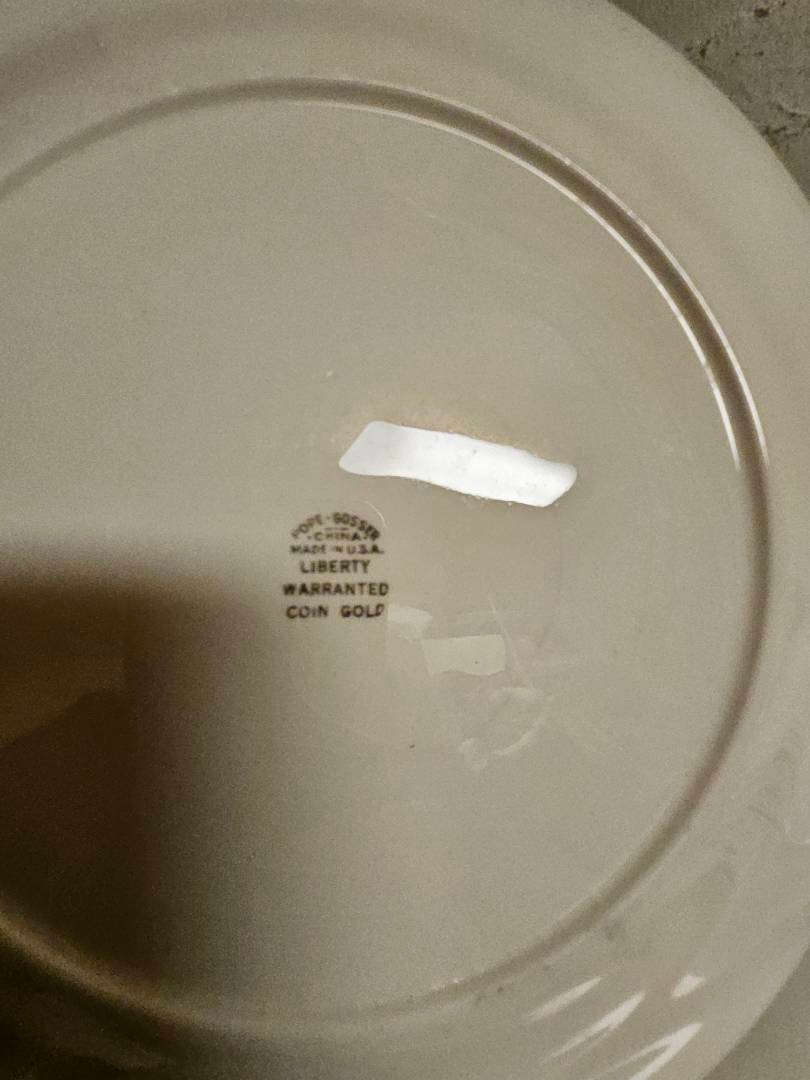 POPE-GOSSER
-CHINA-
MADE IN U.S.A.
LIBERTY
WARRANTED
COIN GOLD